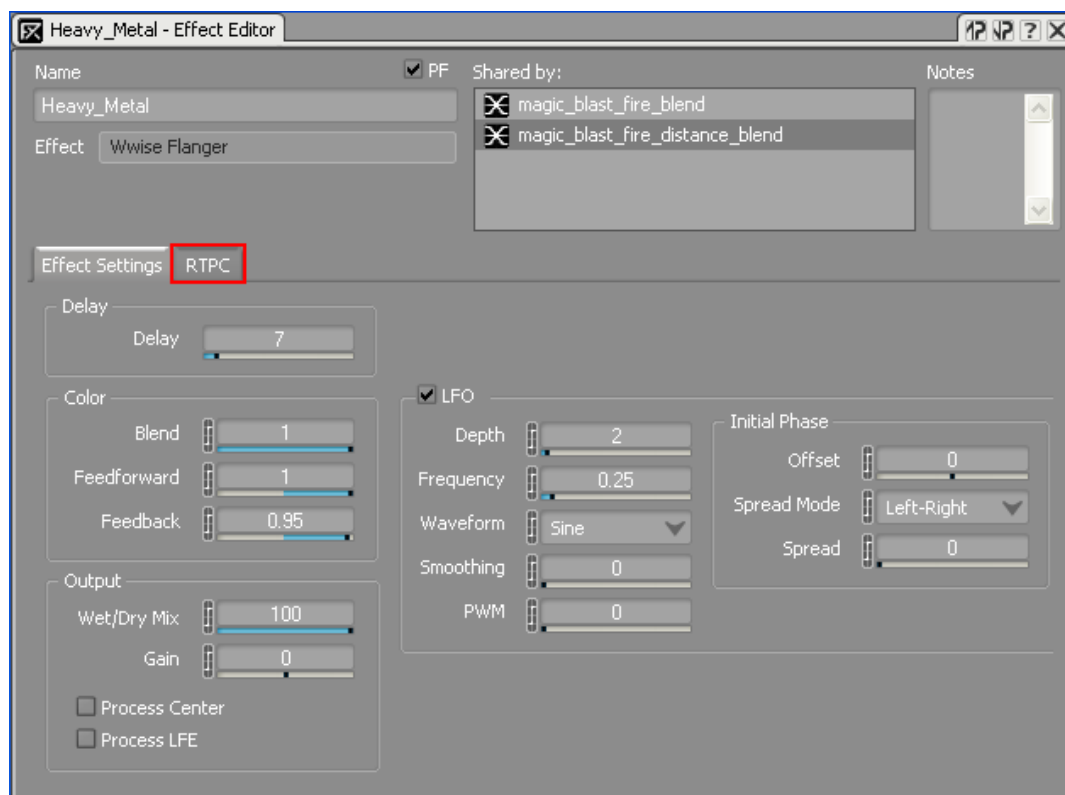 Heavy_Metal - Effect Editor
Name
PF
Shared by:
Notes
Heavy_Metal
magic_blast_fire_blend
magic_blast_fire_distance_blend
Effect
Wwise Flanger
Effect Settings
RTPC
Delay
Delay
7
Color
Blend
1
Feedforward
1
Feedback
0.95
Output
Wet/Dry Mix
100
Gain
0
Process Center
Process LFE
LFO
Depth
2
Frequency
0.25
Waveform
Sine
Smoothing
0
PWM
0
Initial Phase
Offset
0
Spread Mode
Left-Right
Spread
0